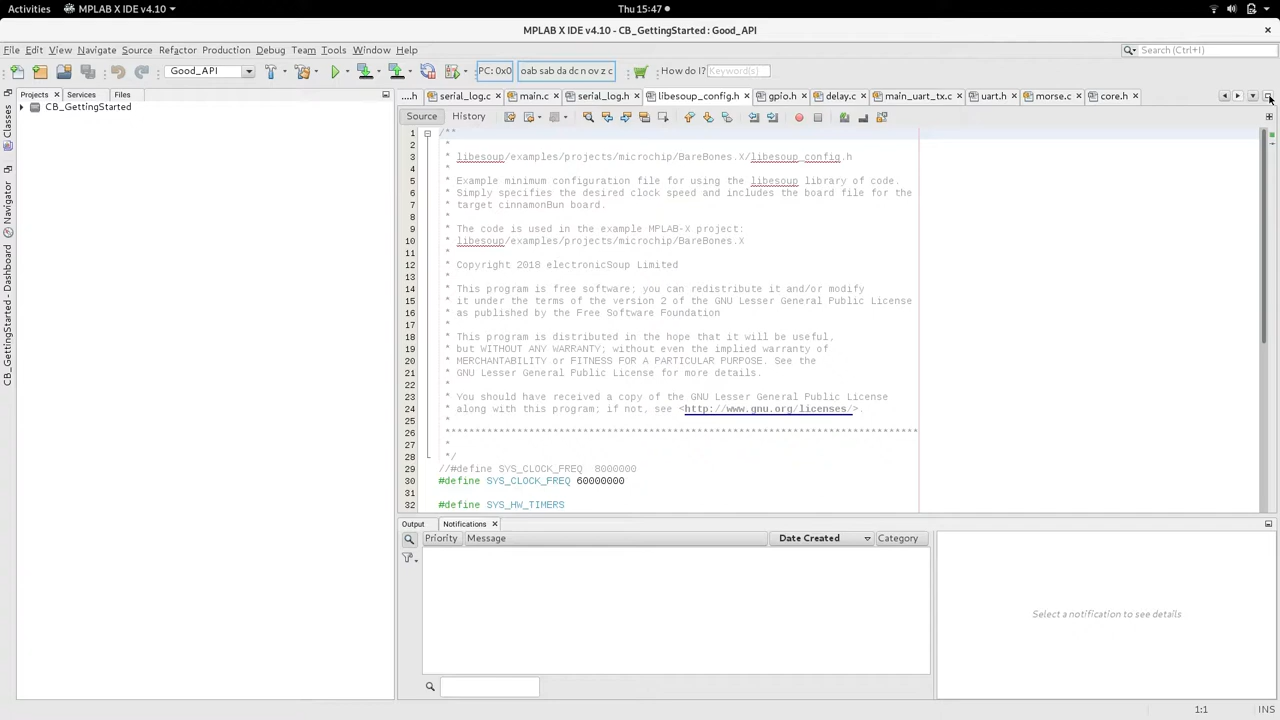 Activities MPLAB X IDE v4.10 Thu 15:47
MPLAB X IDE v4.10 - CB_GettingStarted : Good_API
File Edit View Navigate Source Refactor Production Debug Team Tools Window Help Search (Ctrl+I)
Good_API PC: 0x0 oab sab da dc n ov z c How do I? (Keyword(s))
Projects Services Files
CB_GettingStarted
Classes
Navigator
CB_GettingStarted - Dashboard
....h serial_log.c main.c serial_log.h libesoup_config.h gpio.h delay.c main_uart_tx.c uart.h morse.c core.h
Source History
1 /**
2 *
3 * libesoup/examples/projects/microchip/BareBones.X/libesoup_config.h
4 *
5 * Example minimum configuration file for using the libesoup library of code.
6 * Simply specifies the desired clock speed and includes the board file for the
7 * target cinnamonBun board.
8 *
9 * The code is used in the example MPLAB-X project:
10 * libesoup/examples/projects/microchip/BareBones.X
11 *
12 * Copyright 2018 electronicSoup Limited
13 *
14 * This program is free software; you can redistribute it and/or modify
15 * it under the terms of the version 2 of the GNU Lesser General Public License
16 * as published by the Free Software Foundation
17 *
18 * This program is distributed in the hope that it will be useful,
19 * but WITHOUT ANY WARRANTY; without even the implied warranty of
20 * MERCHANTABILITY or FITNESS FOR A PARTICULAR PURPOSE. See the
21 * GNU Lesser General Public License for more details.
22 *
23 * You should have received a copy of the GNU Lesser General Public License
24 * along with this program; if not, see <http://www.gnu.org/licenses/>.
25 *
26 *******************************************************************************
27 *
28 */
29 //#define SYS_CLOCK_FREQ 8000000
30 #define SYS_CLOCK_FREQ 60000000
31
32 #define SYS_HW_TIMERS
Output Notifications
Priority Message Date Created Category
Select a notification to see details
1:1 INS